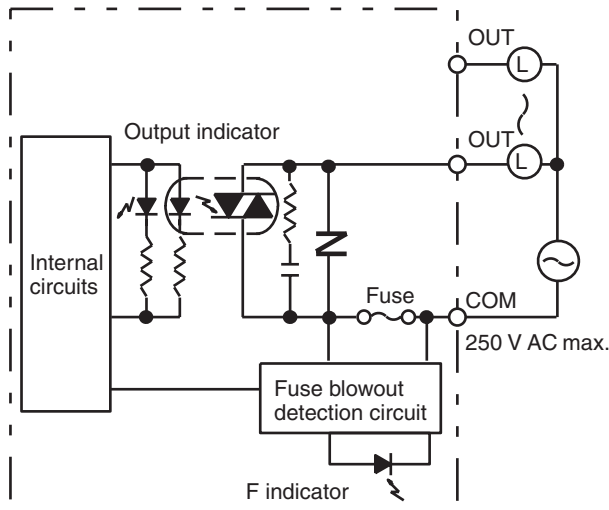 OUT
L
Output indicator
OUT
L
Internal
circuits
Fuse
COM
250 V AC max.
Fuse blowout
detection circuit
F indicator